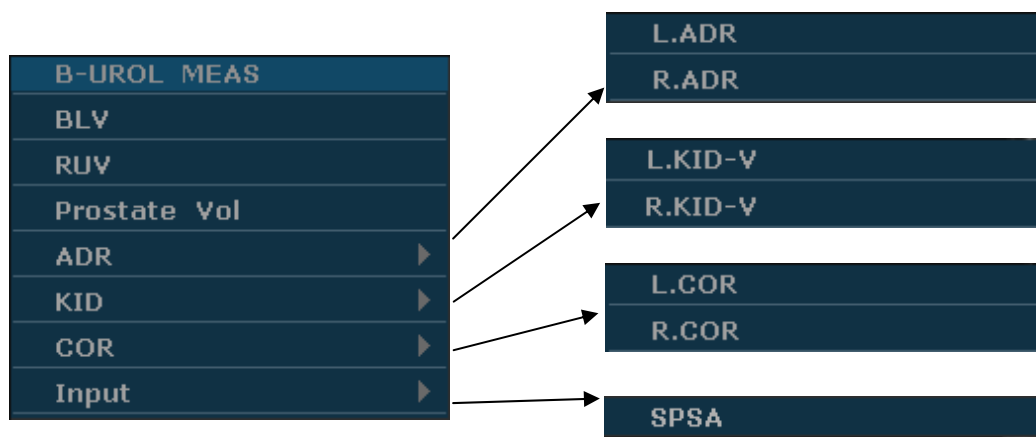 B-UROL MEAS
BLV
RUV
Prostate Vol
ADR
KID
COR
Input
L.ADR
R.ADR
L.KID-V
R.KID-V
L.COR
R.COR
SPSA